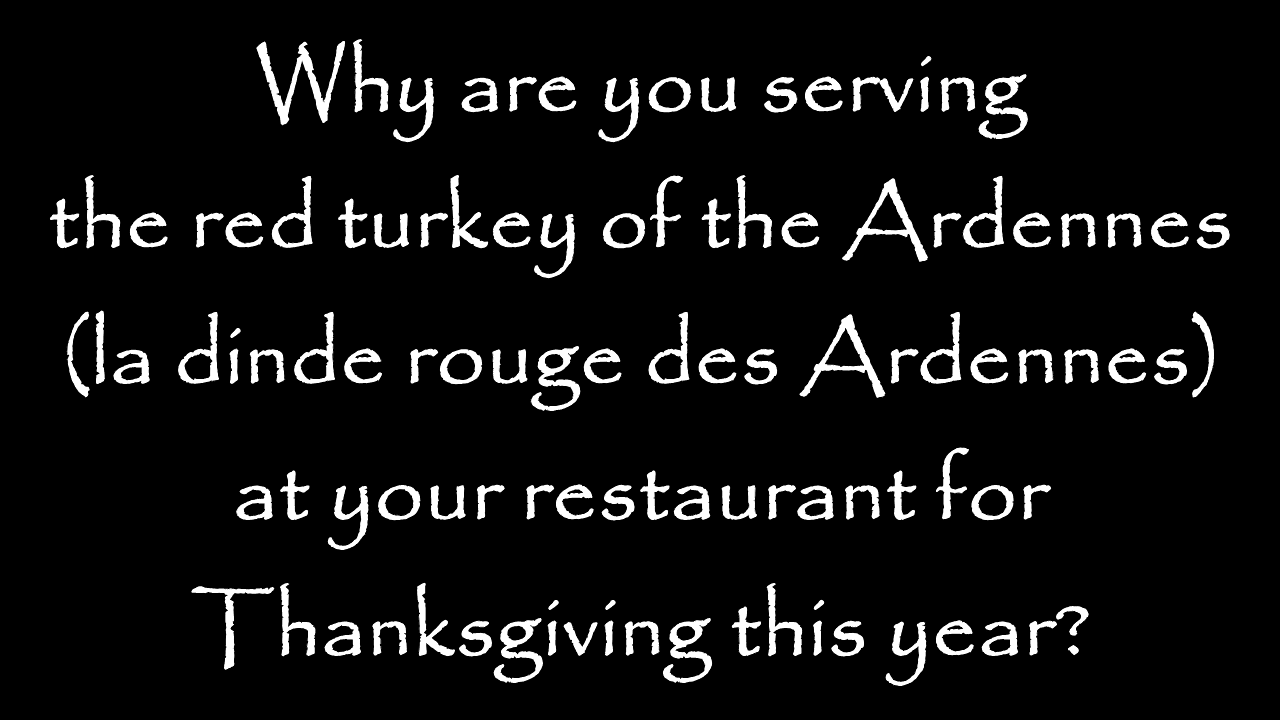 Why are you serving
the red turkey of the Ardennes
(la dinde rouge des Ardennes)
at your restaurant for
Thanksgiving this year?